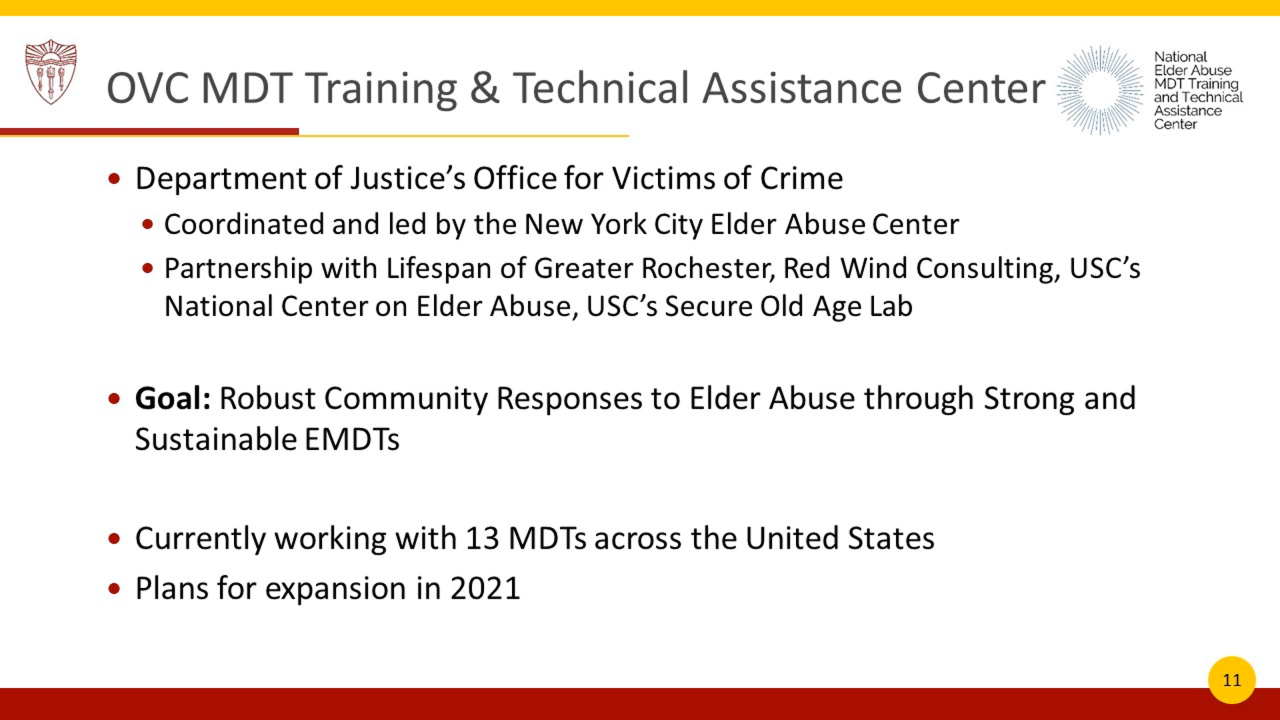 OVC MDT Training & Technical Assistance Center
National
Elder Abuse
MDT Training
and Technical
Assistance
Center
• Department of Justice’s Office for Victims of Crime
• Coordinated and led by the New York City Elder Abuse Center
• Partnership with Lifespan of Greater Rochester, Red Wind Consulting, USC’s
National Center on Elder Abuse, USC’s Secure Old Age Lab
• Goal: Robust Community Responses to Elder Abuse through Strong and
Sustainable EMDTs
• Currently working with 13 MDTs across the United States
• Plans for expansion in 2021
11